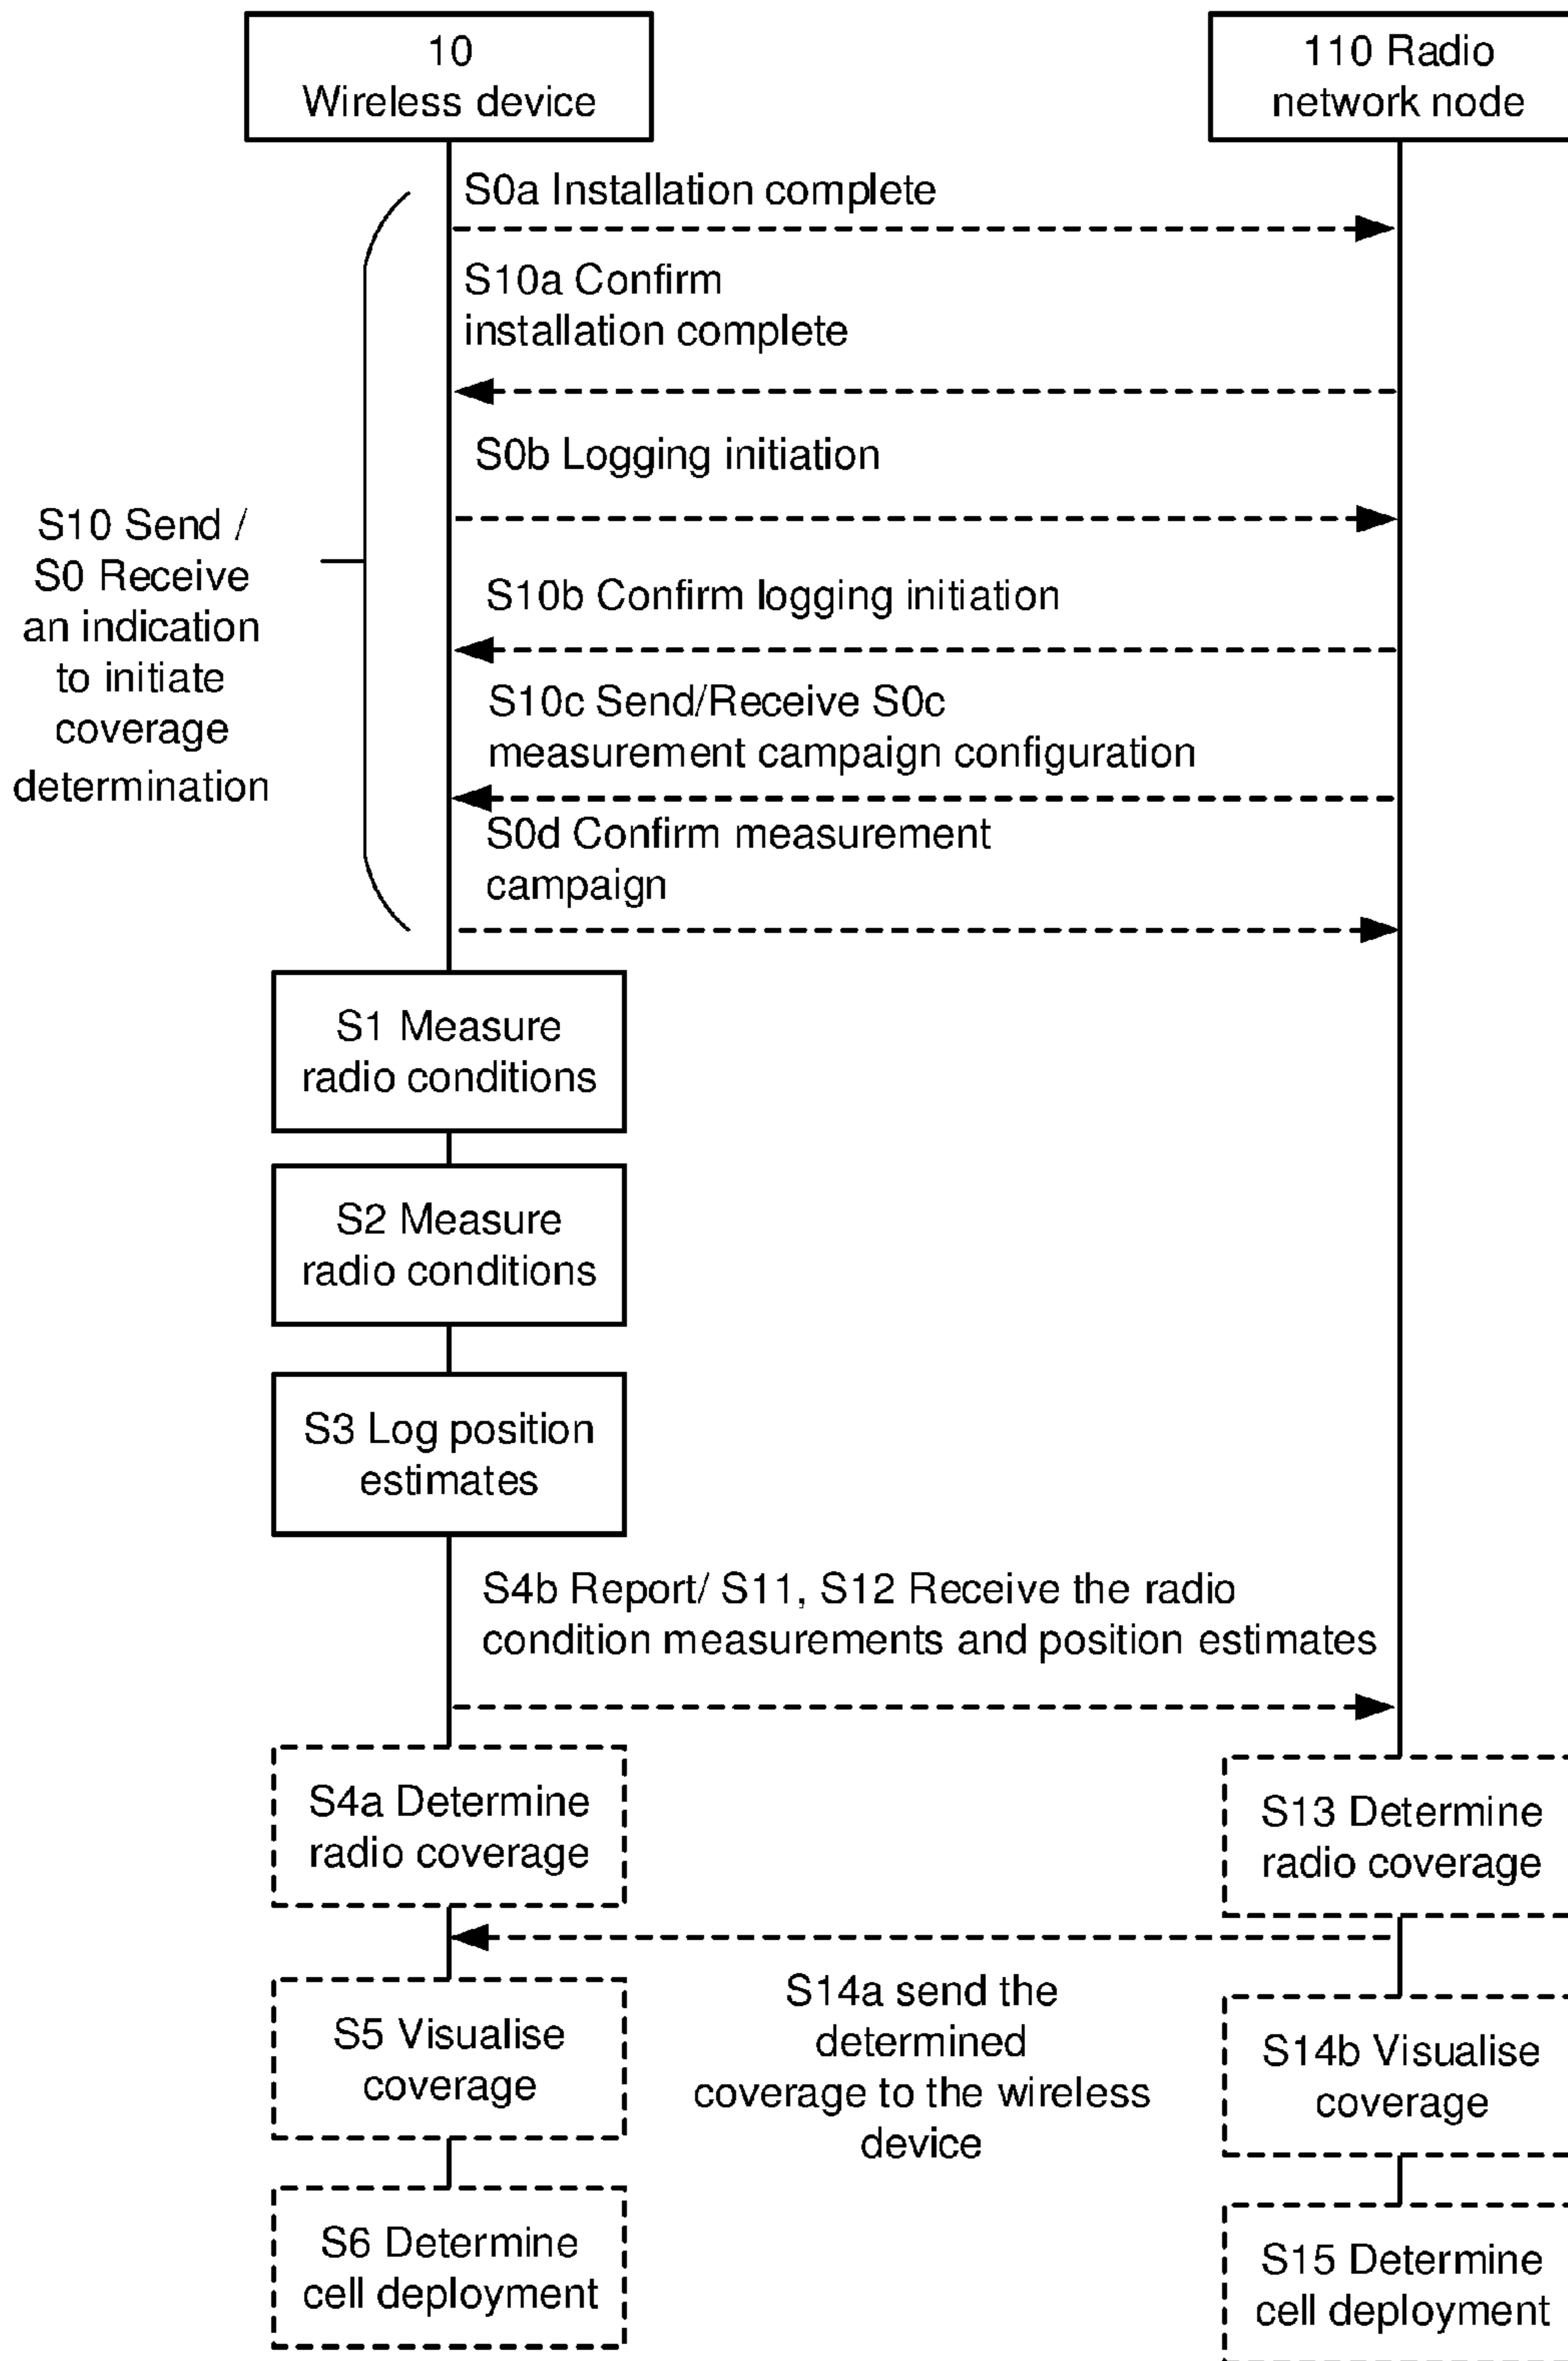 10
Wireless device
110 Radio
network node
S0a Installation complete
S10a Confirm
installation complete
S0b Logging initiation
S10 Send /
S0 Receive
an indication
to initiate
coverage
determination
S10b Confirm logging initiation
S10c Send/Receive S0c
measurement campaign configuration
S0d Confirm measurement
campaign
S1 Measure
radio conditions
S2 Measure
radio conditions
S3 Log position
estimates
S4b Report/ S11, S12 Receive the radio
condition measurements and position estimates
S4a Determine
radio coverage
S13 Determine
radio coverage
S14a send the
determined
coverage to the wireless
device
S5 Visualise
coverage
S14b Visualise
coverage
S6 Determine
cell deployment
S15 Determine
cell deployment